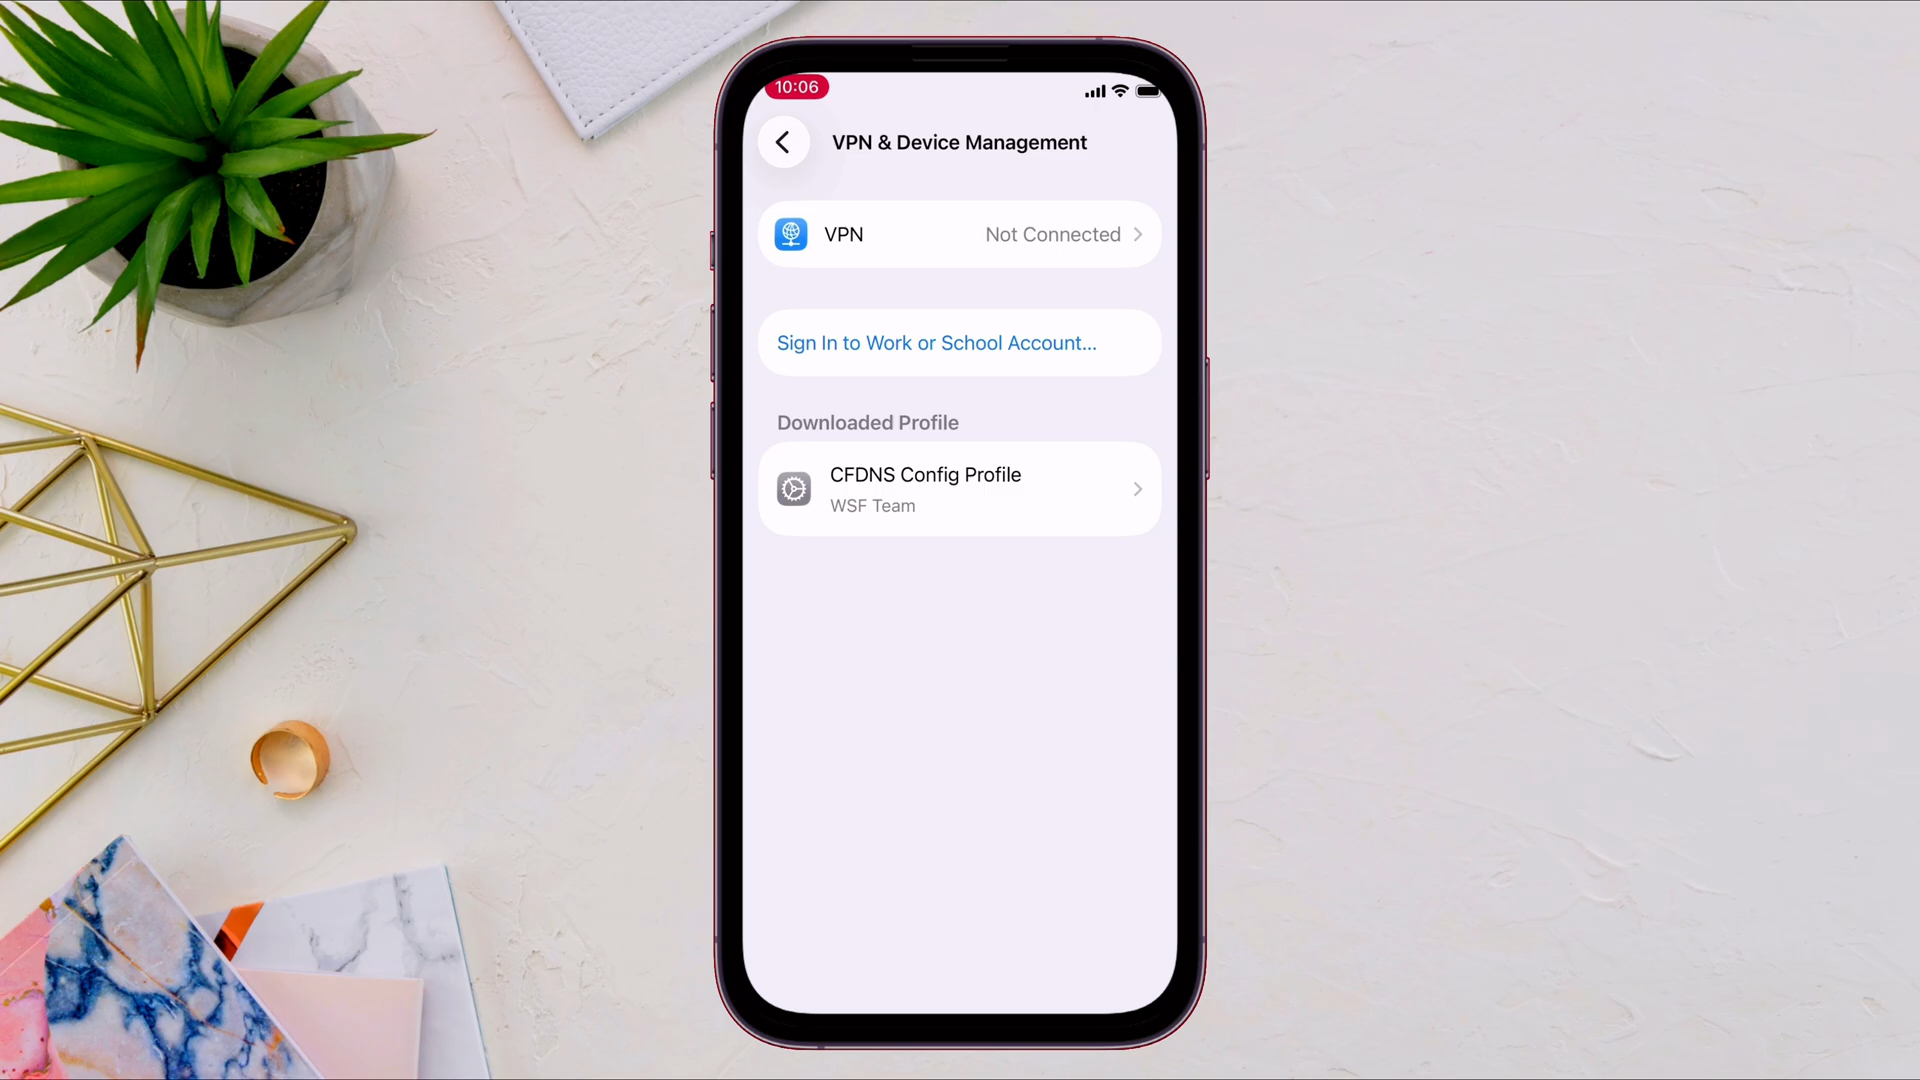 10:06
VPN & Device Management
VPN Not Connected
Sign In to Work or School Account...
Downloaded Profile
CFDNS Config Profile
WSF Team